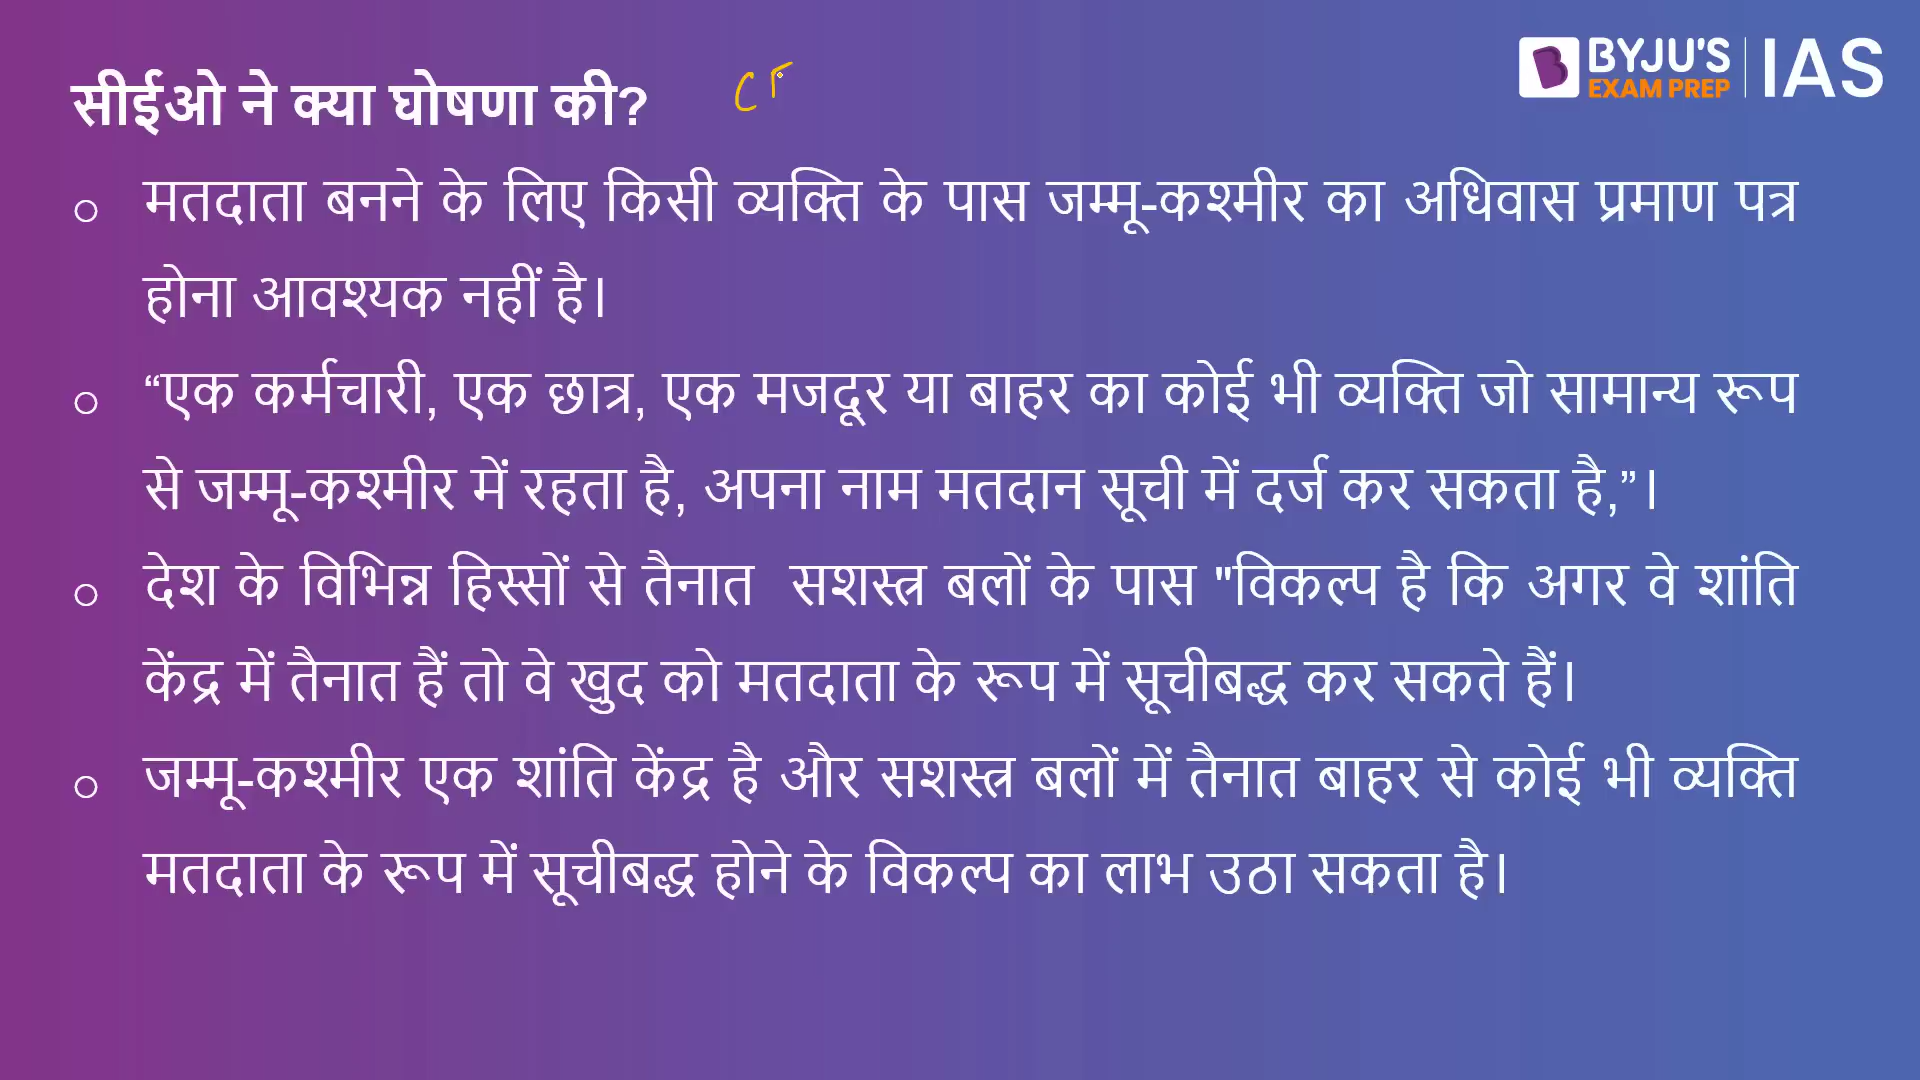 सीईओ ने क्या घोषणा की?
BYJU'S
EXAM PREP
IAS
○ मतदाता बनने के लिए किसी व्यक्ति के पास जम्मू-कश्मीर का अधिवास प्रमाण पत्र
होना आवश्यक नहीं है।
○ “एक कर्मचारी, एक छात्र, एक मजदूर या बाहर का कोई भी व्यक्ति जो सामान्य रूप
से जम्मू-कश्मीर में रहता है, अपना नाम मतदान सूची में दर्ज कर सकता है,”।
○ देश के विभिन्न हिस्सों से तैनात सशस्त्र बलों के पास "विकल्प है कि अगर वे शांति
केंद्र में तैनात हैं तो वे खुद को मतदाता के रूप में सूचीबद्ध कर सकते हैं।
○ जम्मू-कश्मीर एक शांति केंद्र है और सशस्त्र बलों में तैनात बाहर से कोई भी व्यक्ति
मतदाता के रूप में सूचीबद्ध होने के विकल्प का लाभ उठा सकता है।